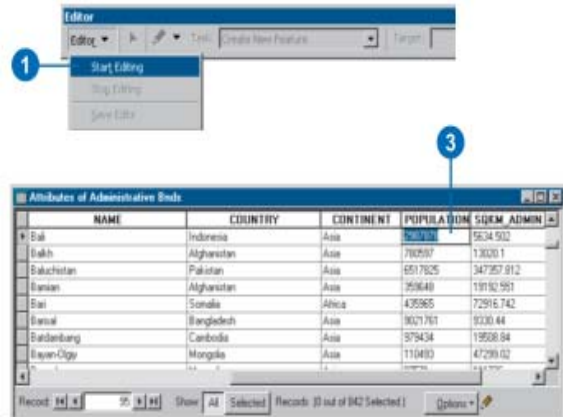 Editor
Editor Task: Create New Feature Target:
1
Start Editing
Stop Editing
Save Edits
3
Attributes of Administrative Bnds
NAME COUNTRY CONTINENT POPULATION SQKM_ADMIN
Bali Indonesia Asia 5634.502
Balkh Afghanistan Asia 780597 13020.1
Baluchistan Pakistan Asia 6517825 347357.812
Bamian Afghanistan Asia 359648 19192.551
Bari Somalia Africa 435965 72916.742
Barisal Bangladesh Asia 9021761 9330.44
Batdambang Cambodia Asia 979434 19508.84
Bayan-Olgiy Mongolia Asia 110493 47299.02
Record: 95 Show: All Selected Records (0 out of 842 Selected.) Options